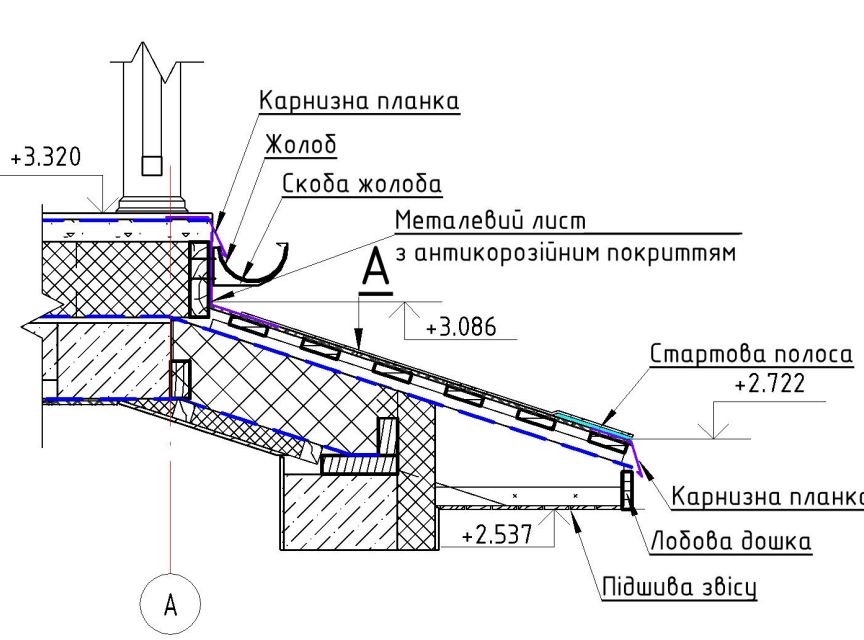 Карнизна планка
Жолоб
+3.320
Скоба жолоба
Металевий лист
з антикорозійним покриттям
А
+3.086
Стартова полоса
+2.722
Карнизна планка
+2.537
Лобова дошка
Підшива звісу
А